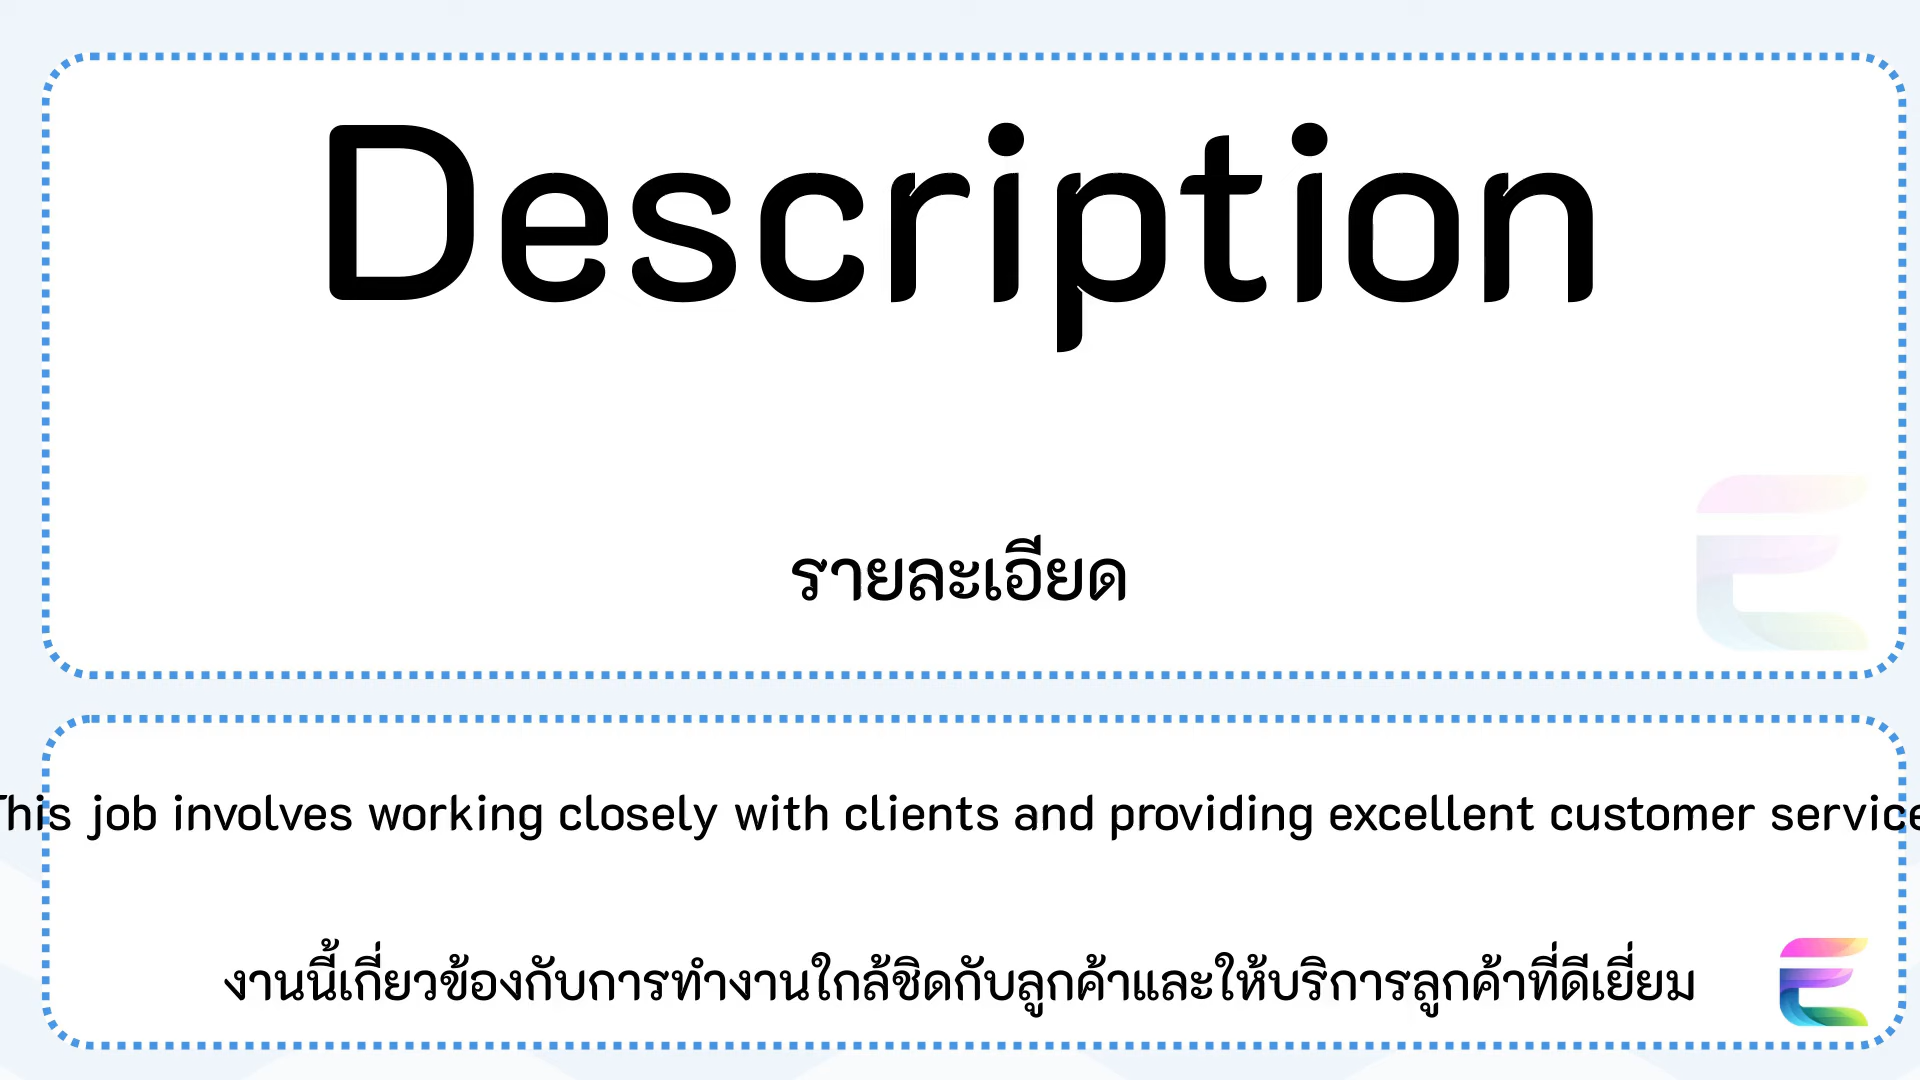 Description
รายละเอียด
This job involves working closely with clients and providing excellent customer service
งานนี้เกี่ยวข้องกับการทำงานใกล้ชิดกับลูกค้าและให้บริการลูกค้าที่ดีเยี่ยม